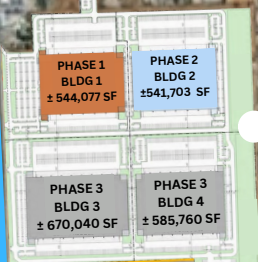 PHASE 1
BLDG 1
± 544,077 SF
PHASE 2
BLDG 2
±541,703 SF
PHASE 3
BLDG 3
± 670,040 SF
PHASE 3
BLDG 4
± 585,760 SF